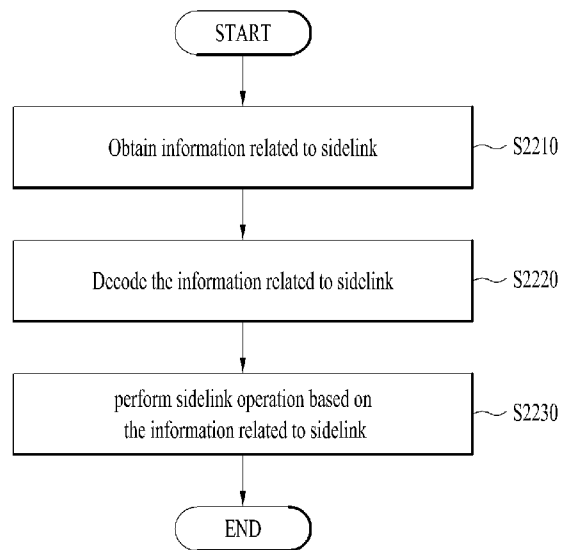 START
Obtain information related to sidelink
S2210
Decode the information related to sidelink
S2220
perform sidelink operation based on
the information related to sidelink
S2230
END